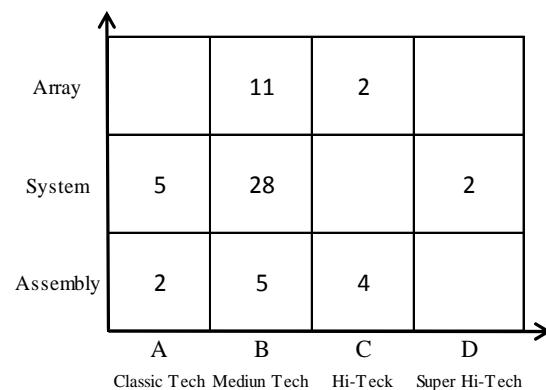 Array 11 2
System 5 28 2
Assembly 2 5 4
A B C D
Classic Tech Mediun Tech Hi-Teck Super Hi-Tech